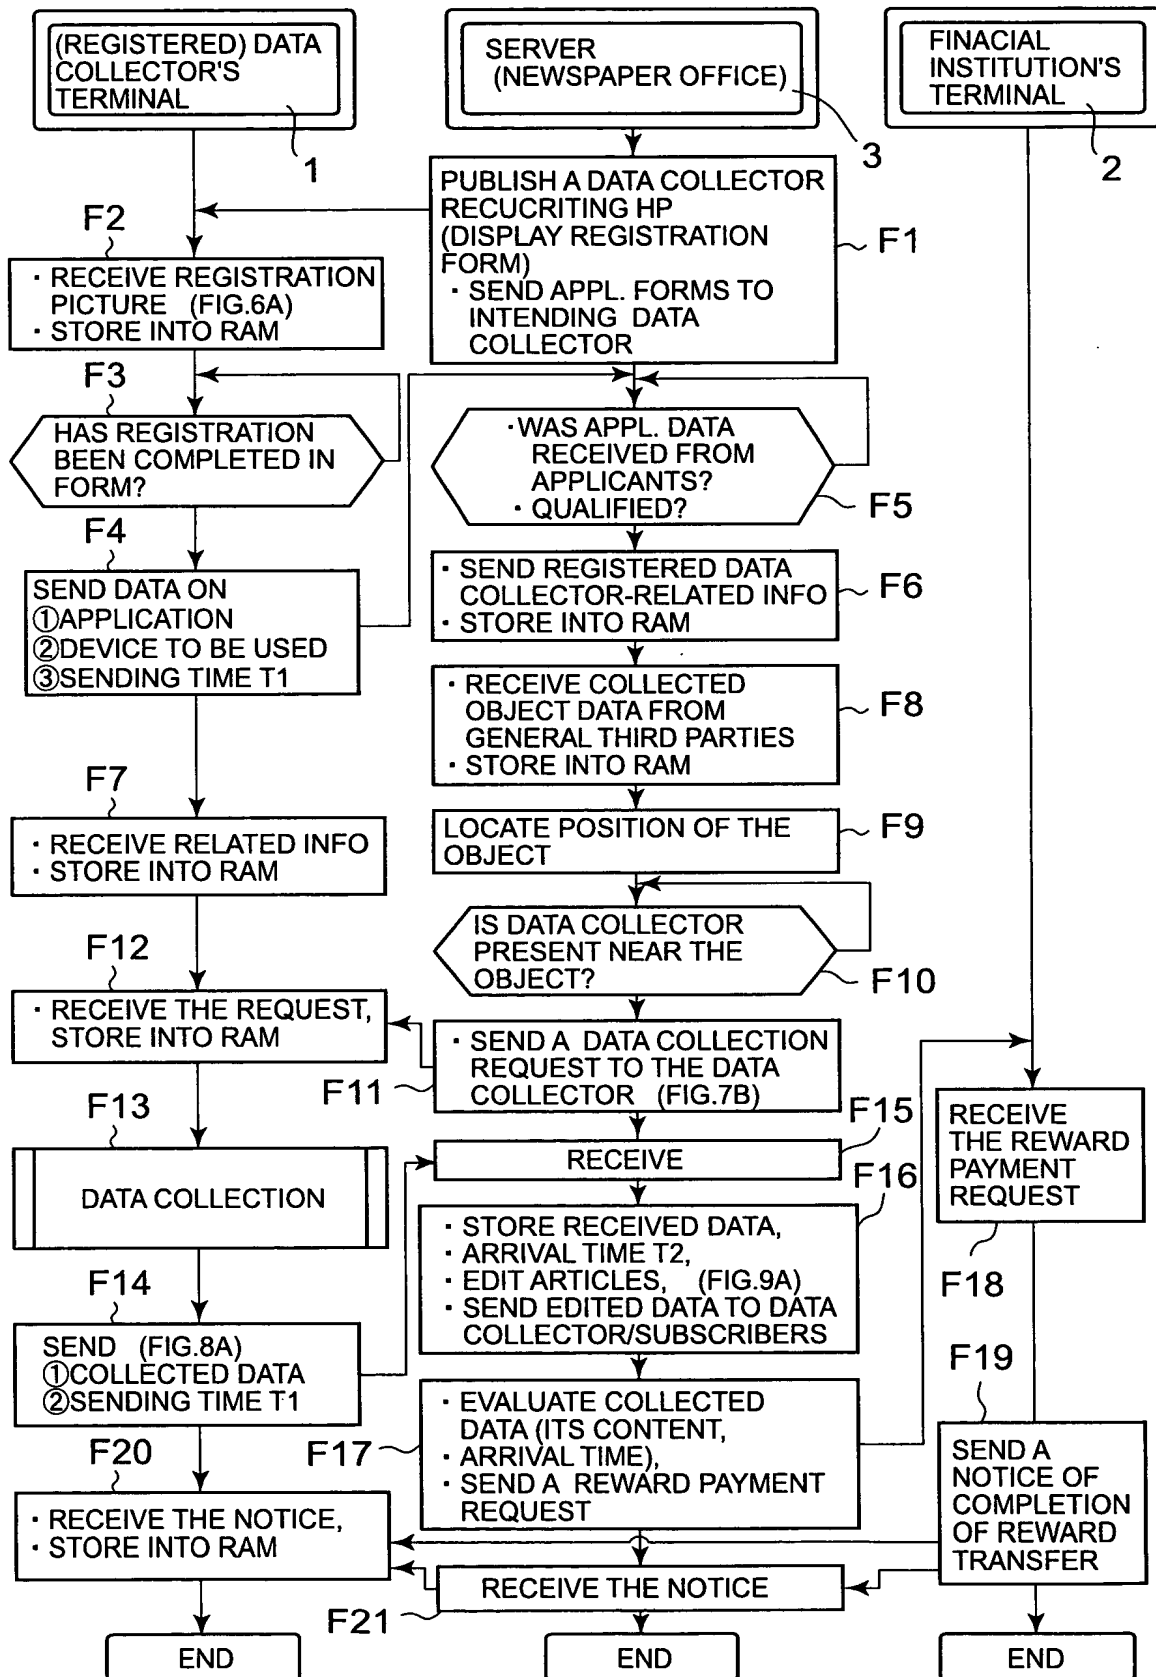 (REGISTERED) DATA
COLLECTOR'S
TERMINAL
1
SERVER
(NEWSPAPER OFFICE)
3
FINACIAL
INSTITUTION'S
TERMINAL
2
PUBLISH A DATA COLLECTOR
RECUCRITING HP
(DISPLAY REGISTRATION
FORM)
・SEND APPL. FORMS TO
INTENDING DATA
COLLECTOR
F1
F2
・RECEIVE REGISTRATION
PICTURE (FIG.6A)
・STORE INTO RAM
F3
HAS REGISTRATION
BEEN COMPLETED IN
FORM?
F4
SEND DATA ON
①APPLICATION
②DEVICE TO BE USED
③SENDING TIME T1
・WAS APPL. DATA
RECEIVED FROM
APPLICANTS?
・QUALIFIED?
F5
・SEND REGISTERED DATA
COLLECTOR-RELATED INFO
・STORE INTO RAM
F6
F7
・RECEIVE RELATED INFO
・STORE INTO RAM
・RECEIVE COLLECTED
OBJECT DATA FROM
GENERAL THIRD PARTIES
・STORE INTO RAM
F8
LOCATE POSITION OF THE
OBJECT
F9
IS DATA COLLECTOR
PRESENT NEAR THE
OBJECT?
F10
・SEND A DATA COLLECTION
REQUEST TO THE DATA
COLLECTOR (FIG.7B)
F11
F12
・RECEIVE THE REQUEST,
STORE INTO RAM
F13
DATA COLLECTION
F14
SEND (FIG.8A)
①COLLECTED DATA
②SENDING TIME T1
F15
RECEIVE
F16
・STORE RECEIVED DATA,
・ARRIVAL TIME T2,
・EDIT ARTICLES, (FIG.9A)
・SEND EDITED DATA TO DATA
COLLECTOR/SUBSCRIBERS
F17
・EVALUATE COLLECTED
DATA (ITS CONTENT,
・ARRIVAL TIME),
・SEND A REWARD PAYMENT
REQUEST
RECEIVE
THE REWARD
PAYMENT
REQUEST
F18
F19
SEND A
NOTICE OF
COMPLETION
OF REWARD
TRANSFER
F20
・RECEIVE THE NOTICE,
・STORE INTO RAM
RECEIVE THE NOTICE
F21
END
END
END